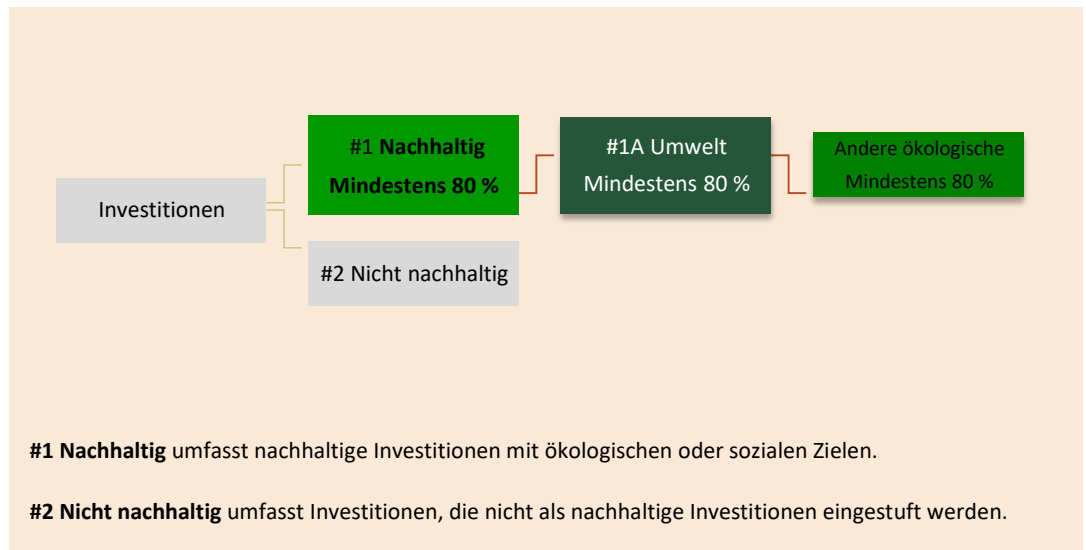 #1 Nachhaltig
Mindestens 80 %
#1A Umwelt
Mindestens 80 %
Andere ökologische
Mindestens 80 %
Investitionen
#2 Nicht nachhaltig
#1 Nachhaltig umfasst nachhaltige Investitionen mit ökologischen oder sozialen Zielen.
#2 Nicht nachhaltig umfasst Investitionen, die nicht als nachhaltige Investitionen eingestuft werden.